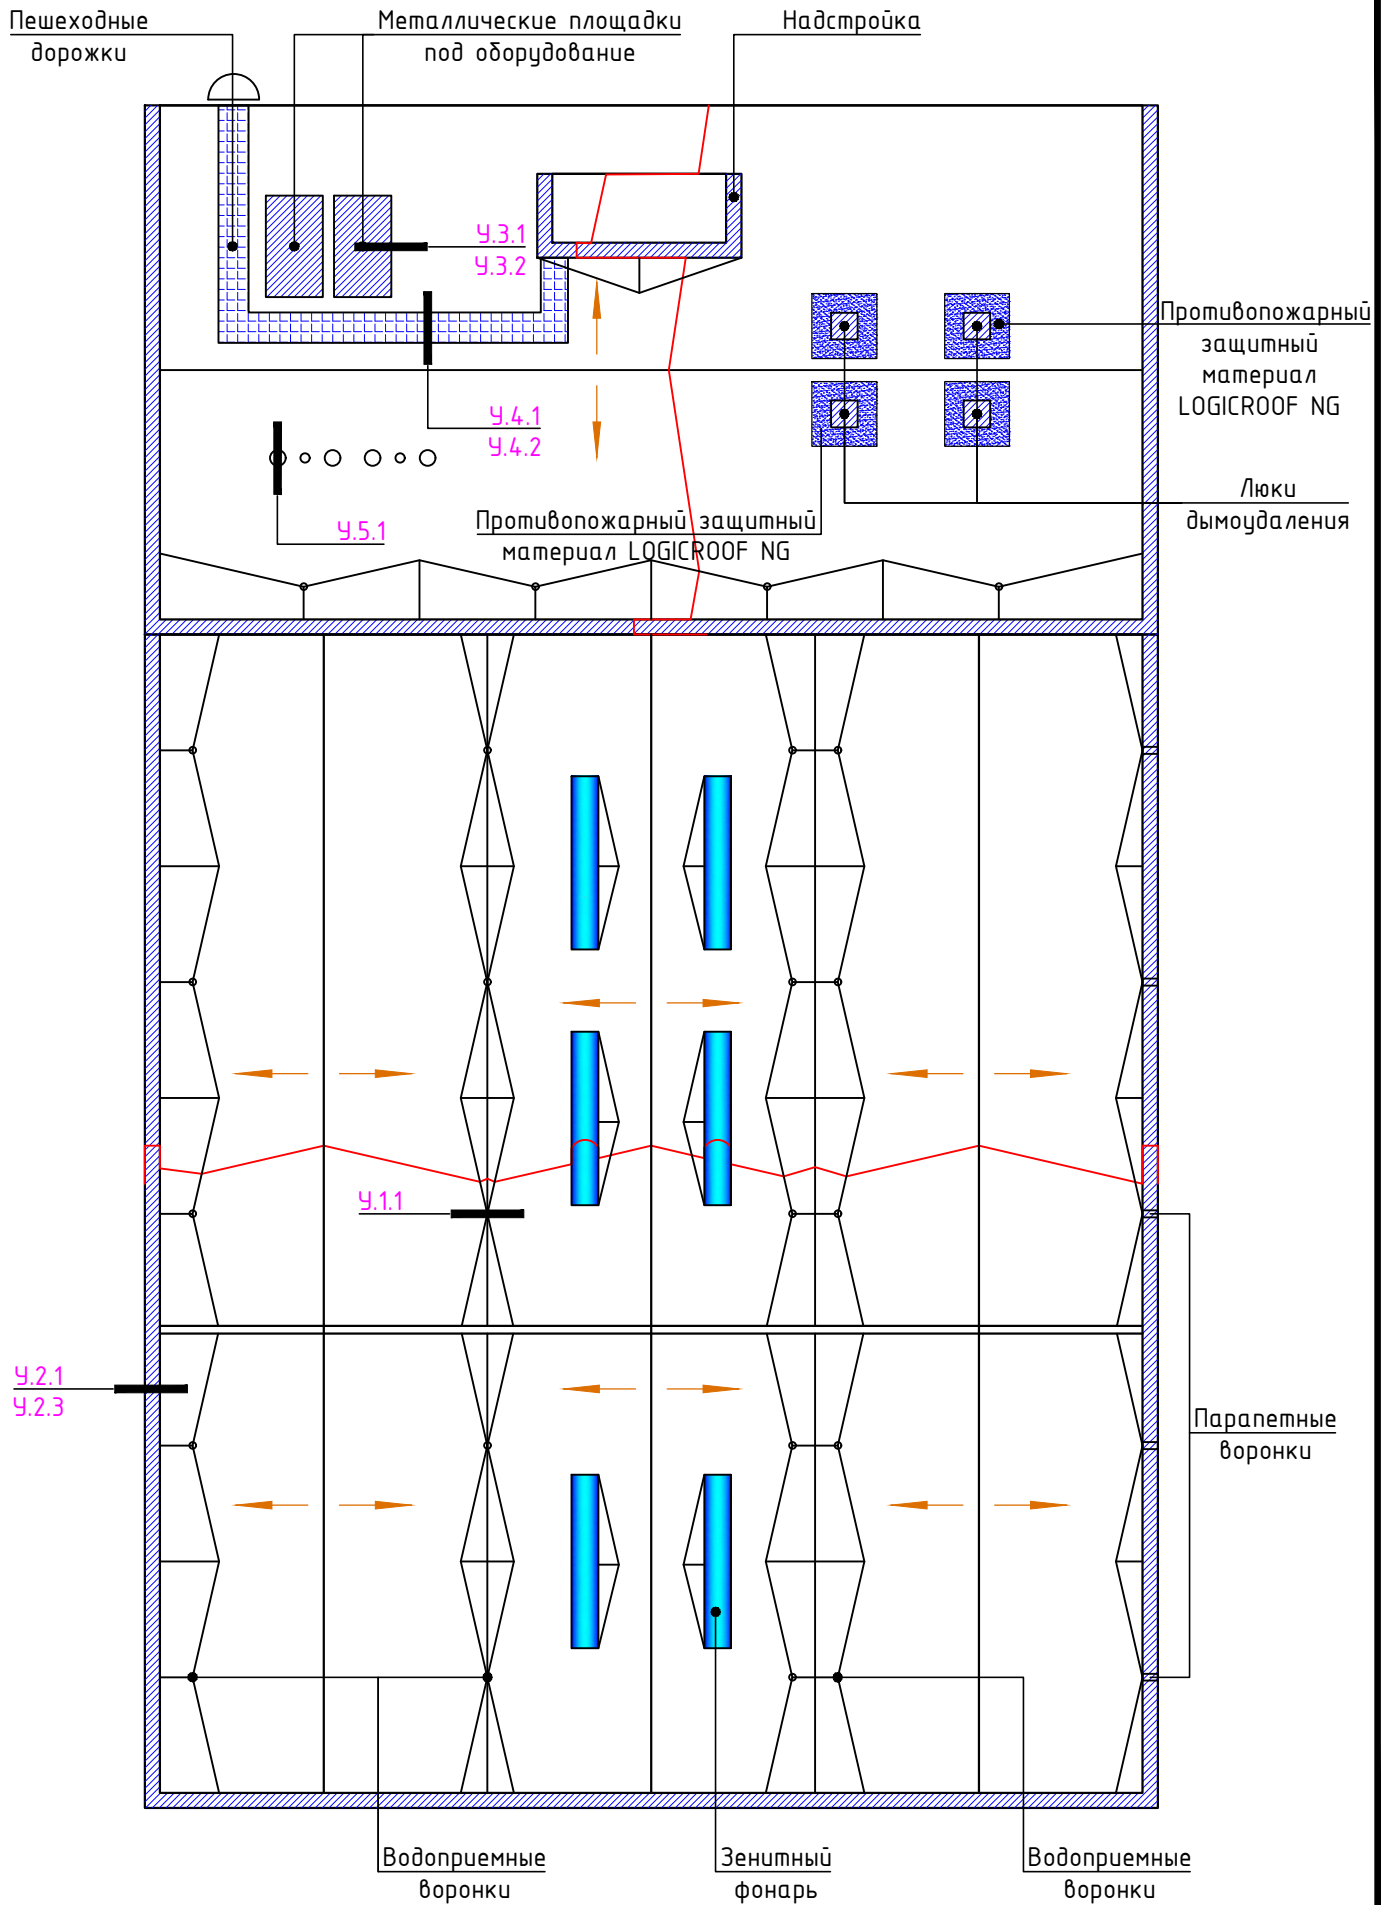 Пешеходные
дорожки
Металлические площадки
под оборудование
Надстройка
У.3.1
У.3.2
Противопожарный
защитный
материал
LOGICROOF NG
У.4.1
У.4.2
Люки
дымоудаления
У.5.1
Противопожарный защитный
материал LOGICROOF NG
У.1.1
У.2.1
У.2.3
Парапетные
воронки
Водоприемные
воронки
Зенитный
фонарь
Водоприемные
воронки